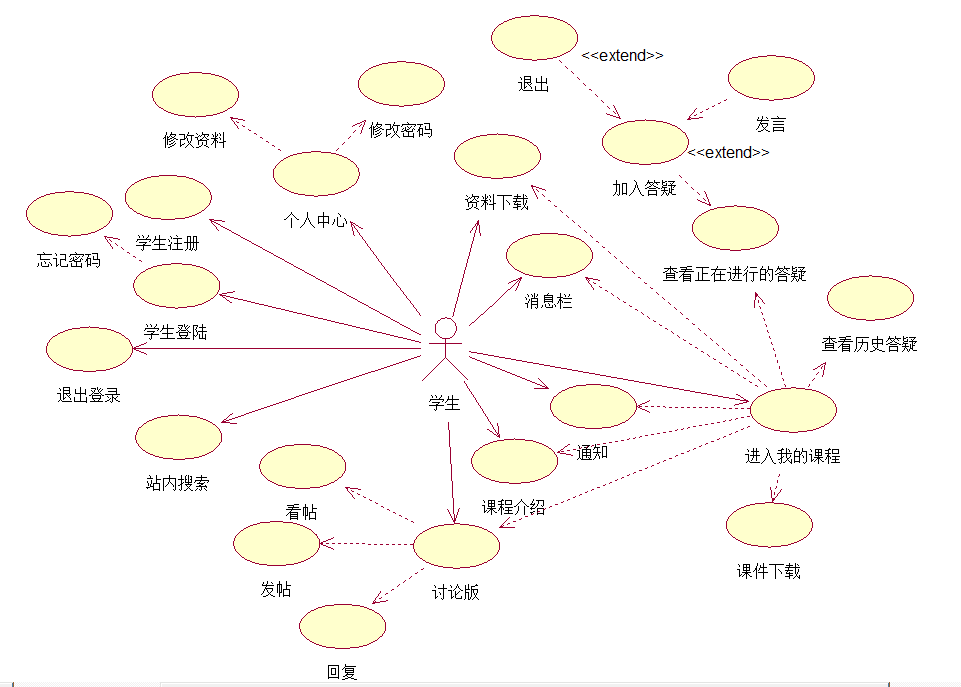 <<extend>>
退出
发言
修改资料
修改密码
<<extend>>
加入答疑
资料下载
个人中心
学生注册
忘记密码
查看正在进行的答疑
消息栏
学生登陆
查看历史答疑
退出登录
学生
通知
进入我的课程
站内搜索
课程介绍
看帖
课件下载
发帖
讨论版
回复